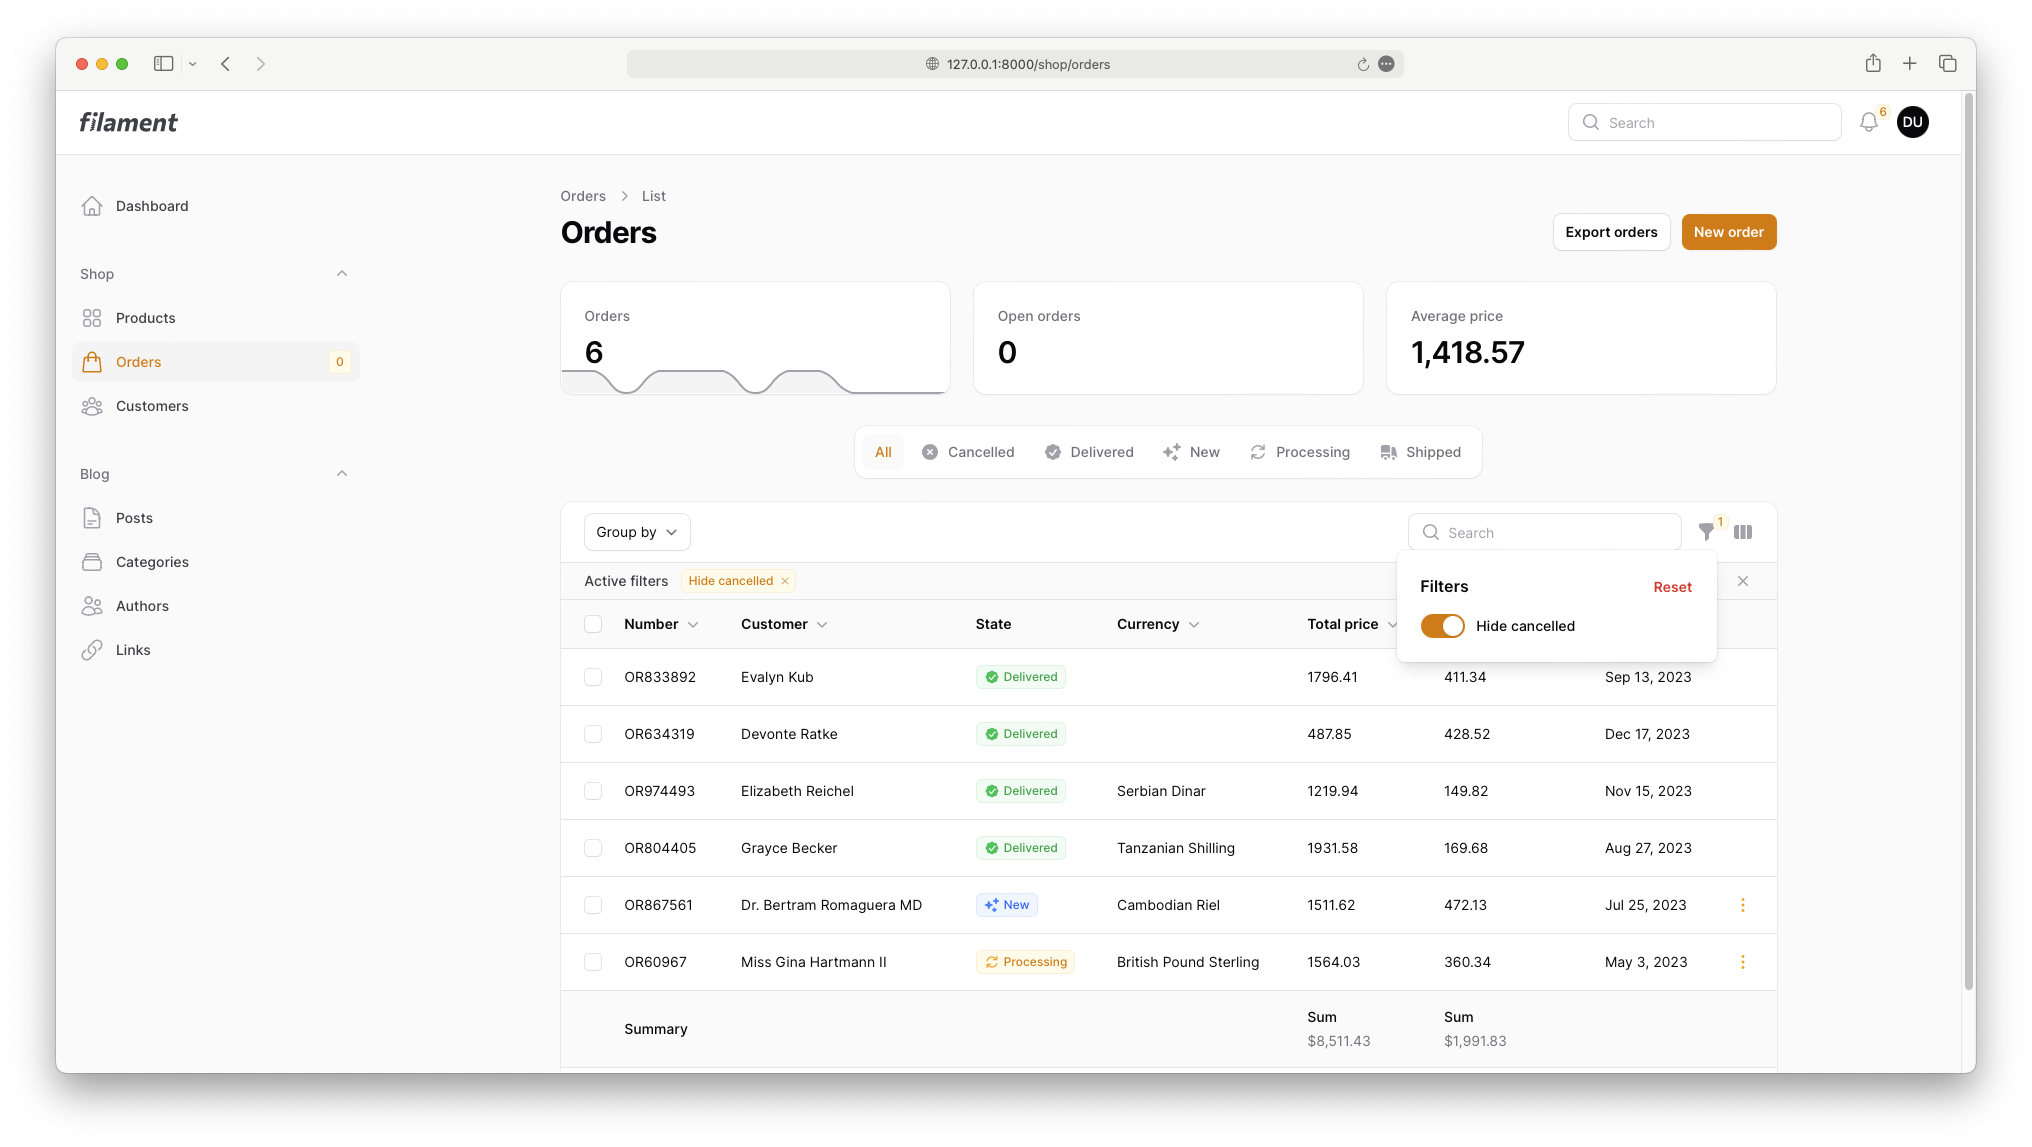 127.0.0.1:8000/shop/orders
filament
Search
6
DU
Dashboard
Shop
Products
Orders 0
Customers
Blog
Posts
Categories
Authors
Links
Orders > List
Orders
Export orders
New order
Orders
6
Open orders
0
Average price
1,418.57
All Cancelled Delivered New Processing Shipped
Group by
Search
1
Active filters Hide cancelled
Filters Reset
Hide cancelled
Number Customer State Currency Total price
OR833892 Evalyn Kub Delivered 1796.41 411.34 Sep 13, 2023
OR634319 Devonte Ratke Delivered 487.85 428.52 Dec 17, 2023
OR974493 Elizabeth Reichel Delivered Serbian Dinar 1219.94 149.82 Nov 15, 2023
OR804405 Grayce Becker Delivered Tanzanian Shilling 1931.58 169.68 Aug 27, 2023
OR867561 Dr. Bertram Romaguera MD New Cambodian Riel 1511.62 472.13 Jul 25, 2023
OR60967 Miss Gina Hartmann II Processing British Pound Sterling 1564.03 360.34 May 3, 2023
Summary
Sum Sum
$8,511.43 $1,991.83